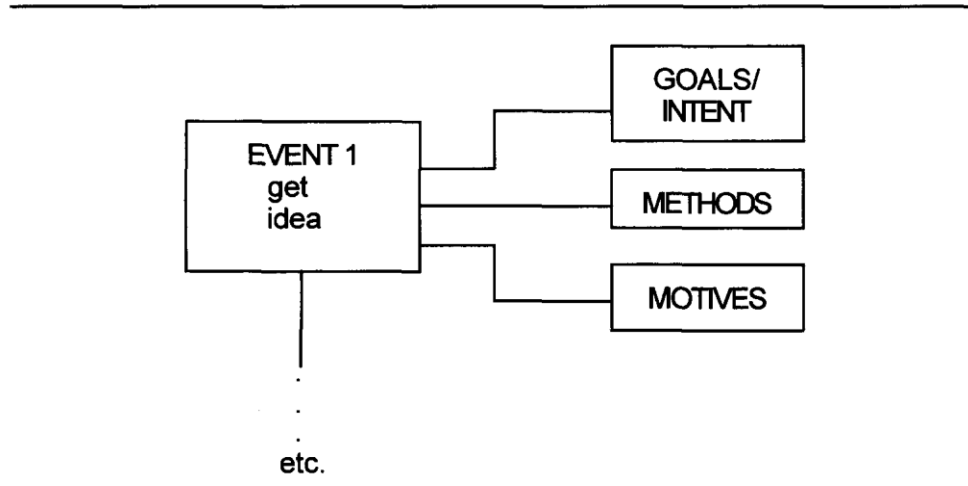 GOALS/
INTENT
EVENT 1
get
idea
METHODS
MOTIVES
.
.
.
etc.